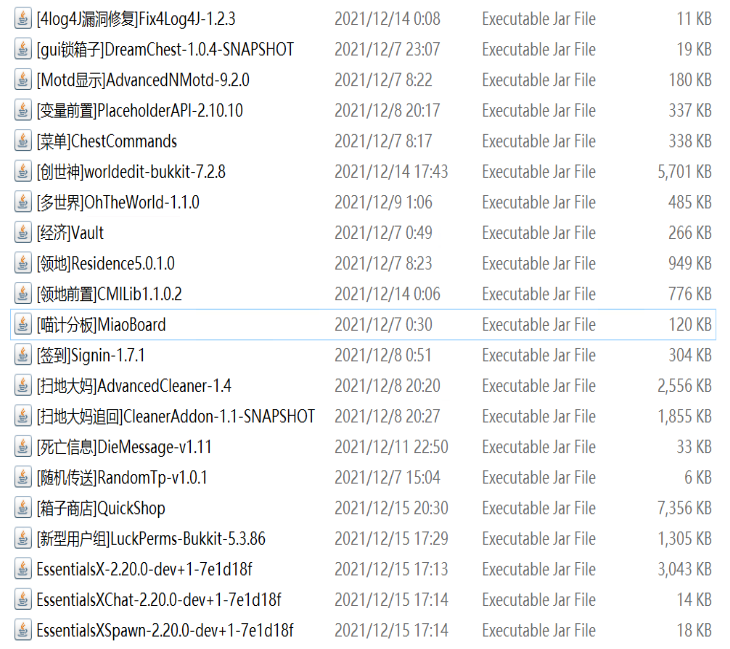 [4log4J漏洞修复]Fix4Log4J-1.2.3 2021/12/14 0:08 Executable Jar File 11 KB
[gui锁箱子]DreamChest-1.0.4-SNAPSHOT 2021/12/7 23:07 Executable Jar File 19 KB
[Motd显示]AdvancedNMotd-9.2.0 2021/12/7 8:22 Executable Jar File 180 KB
[变量前置]PlaceholderAPI-2.10.10 2021/12/8 20:17 Executable Jar File 337 KB
[菜单]ChestCommands 2021/12/7 8:17 Executable Jar File 338 KB
[创世神]worldedit-bukkit-7.2.8 2021/12/14 17:43 Executable Jar File 5,701 KB
[多世界]OhTheWorld-1.1.0 2021/12/9 1:06 Executable Jar File 485 KB
[经济]Vault 2021/12/7 0:49 Executable Jar File 266 KB
[领地]Residence5.0.1.0 2021/12/7 8:23 Executable Jar File 949 KB
[领地前置]CMILib1.1.0.2 2021/12/14 0:06 Executable Jar File 776 KB
[喵计分板]MiaoBoard 2021/12/7 0:30 Executable Jar File 120 KB
[签到]Signin-1.7.1 2021/12/8 0:51 Executable Jar File 304 KB
[扫地大妈]AdvancedCleaner-1.4 2021/12/8 20:20 Executable Jar File 2,556 KB
[扫地大妈追回]CleanerAddon-1.1-SNAPSHOT 2021/12/8 20:27 Executable Jar File 1,855 KB
[死亡信息]DieMessage-v1.11 2021/12/11 22:50 Executable Jar File 33 KB
[随机传送]RandomTp-v1.0.1 2021/12/7 15:04 Executable Jar File 6 KB
[箱子商店]QuickShop 2021/12/15 20:30 Executable Jar File 7,356 KB
[新型用户组]LuckPerms-Bukkit-5.3.86 2021/12/15 17:29 Executable Jar File 1,305 KB
EssentialsX-2.20.0-dev+1-7e1d18f 2021/12/15 17:13 Executable Jar File 3,043 KB
EssentialsXChat-2.20.0-dev+1-7e1d18f 2021/12/15 17:14 Executable Jar File 14 KB
EssentialsXSpawn-2.20.0-dev+1-7e1d18f 2021/12/15 17:14 Executable Jar File 18 KB